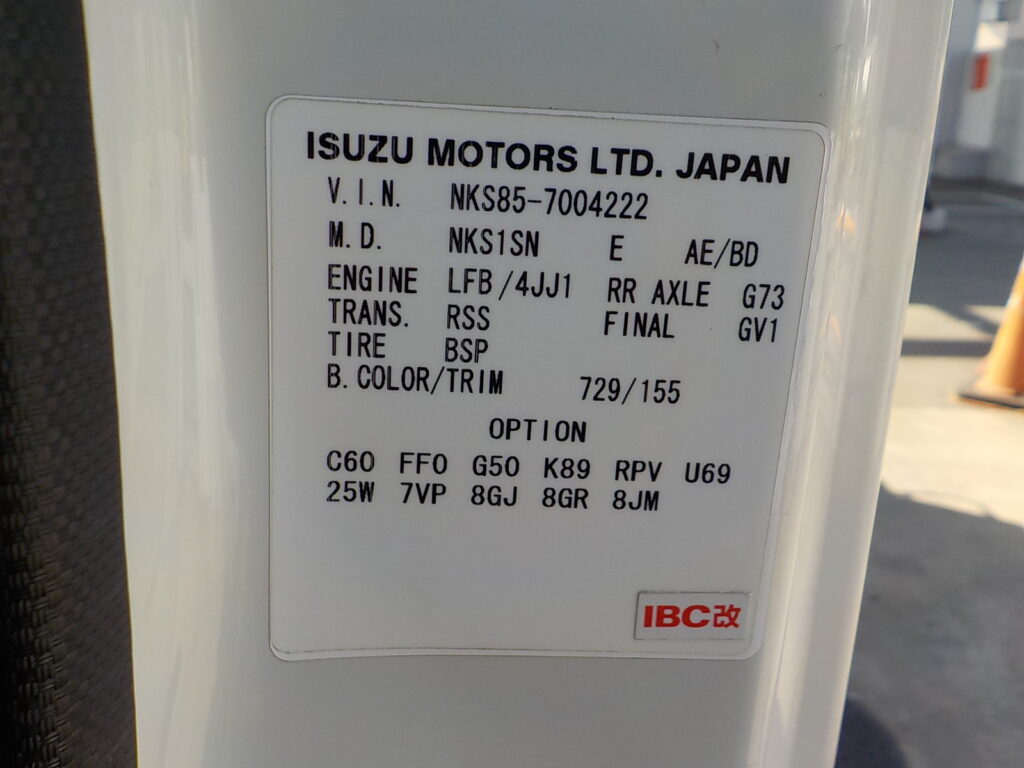 ISUZU MOTORS LTD. JAPAN
V.I.N. NKS85-7004222
M.D. NKS1SN E AE/BD
ENGINE LFB/4JJ1 RR AXLE G73
TRANS. RSS FINAL GV1
TIRE BSP
B.COLOR/TRIM 729/155
OPTION
C60 FF0 G50 K89 RPV U69
25W 7VP 8GJ 8GR 8JM
IBC改